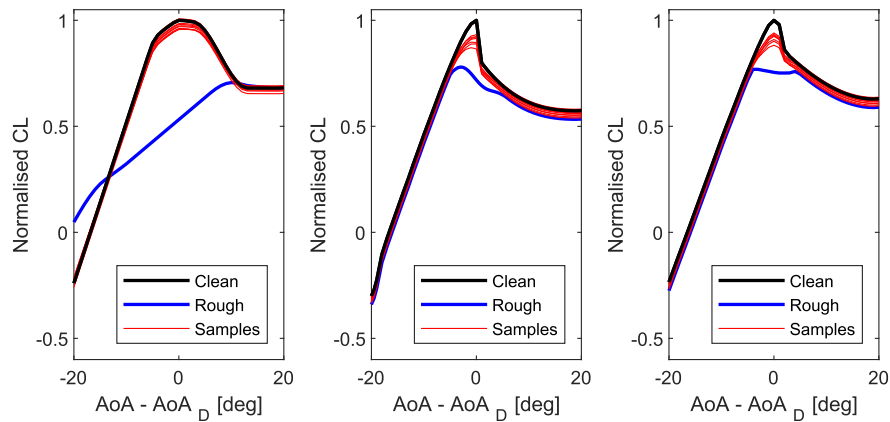 Normalised CL
1
0.5
0
-0.5
-20
0
20
AoA - AoA D [deg]
Clean
Rough
Samples
Normalised CL
1
0.5
0
-0.5
-20
0
20
AoA - AoA D [deg]
Clean
Rough
Samples
Normalised CL
1
0.5
0
-0.5
-20
0
20
AoA - AoA D [deg]
Clean
Rough
Samples